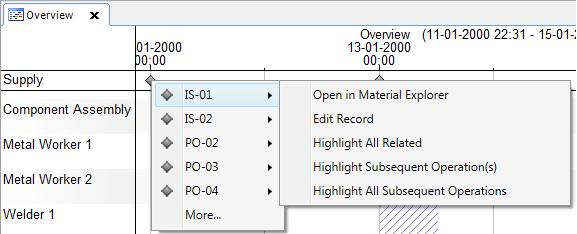 Overview
Overview (11-01-2000 22:31 - 15-01-2
01-2000 13-01-2000
00:00 00:00
Supply
IS-01 Open in Material Explorer
Component Assembly
IS-02 Edit Record
Metal Worker 1
PO-02 Highlight All Related
PO-03 Highlight Subsequent Operation(s)
Metal Worker 2
PO-04 Highlight All Subsequent Operations
Welder 1
More...